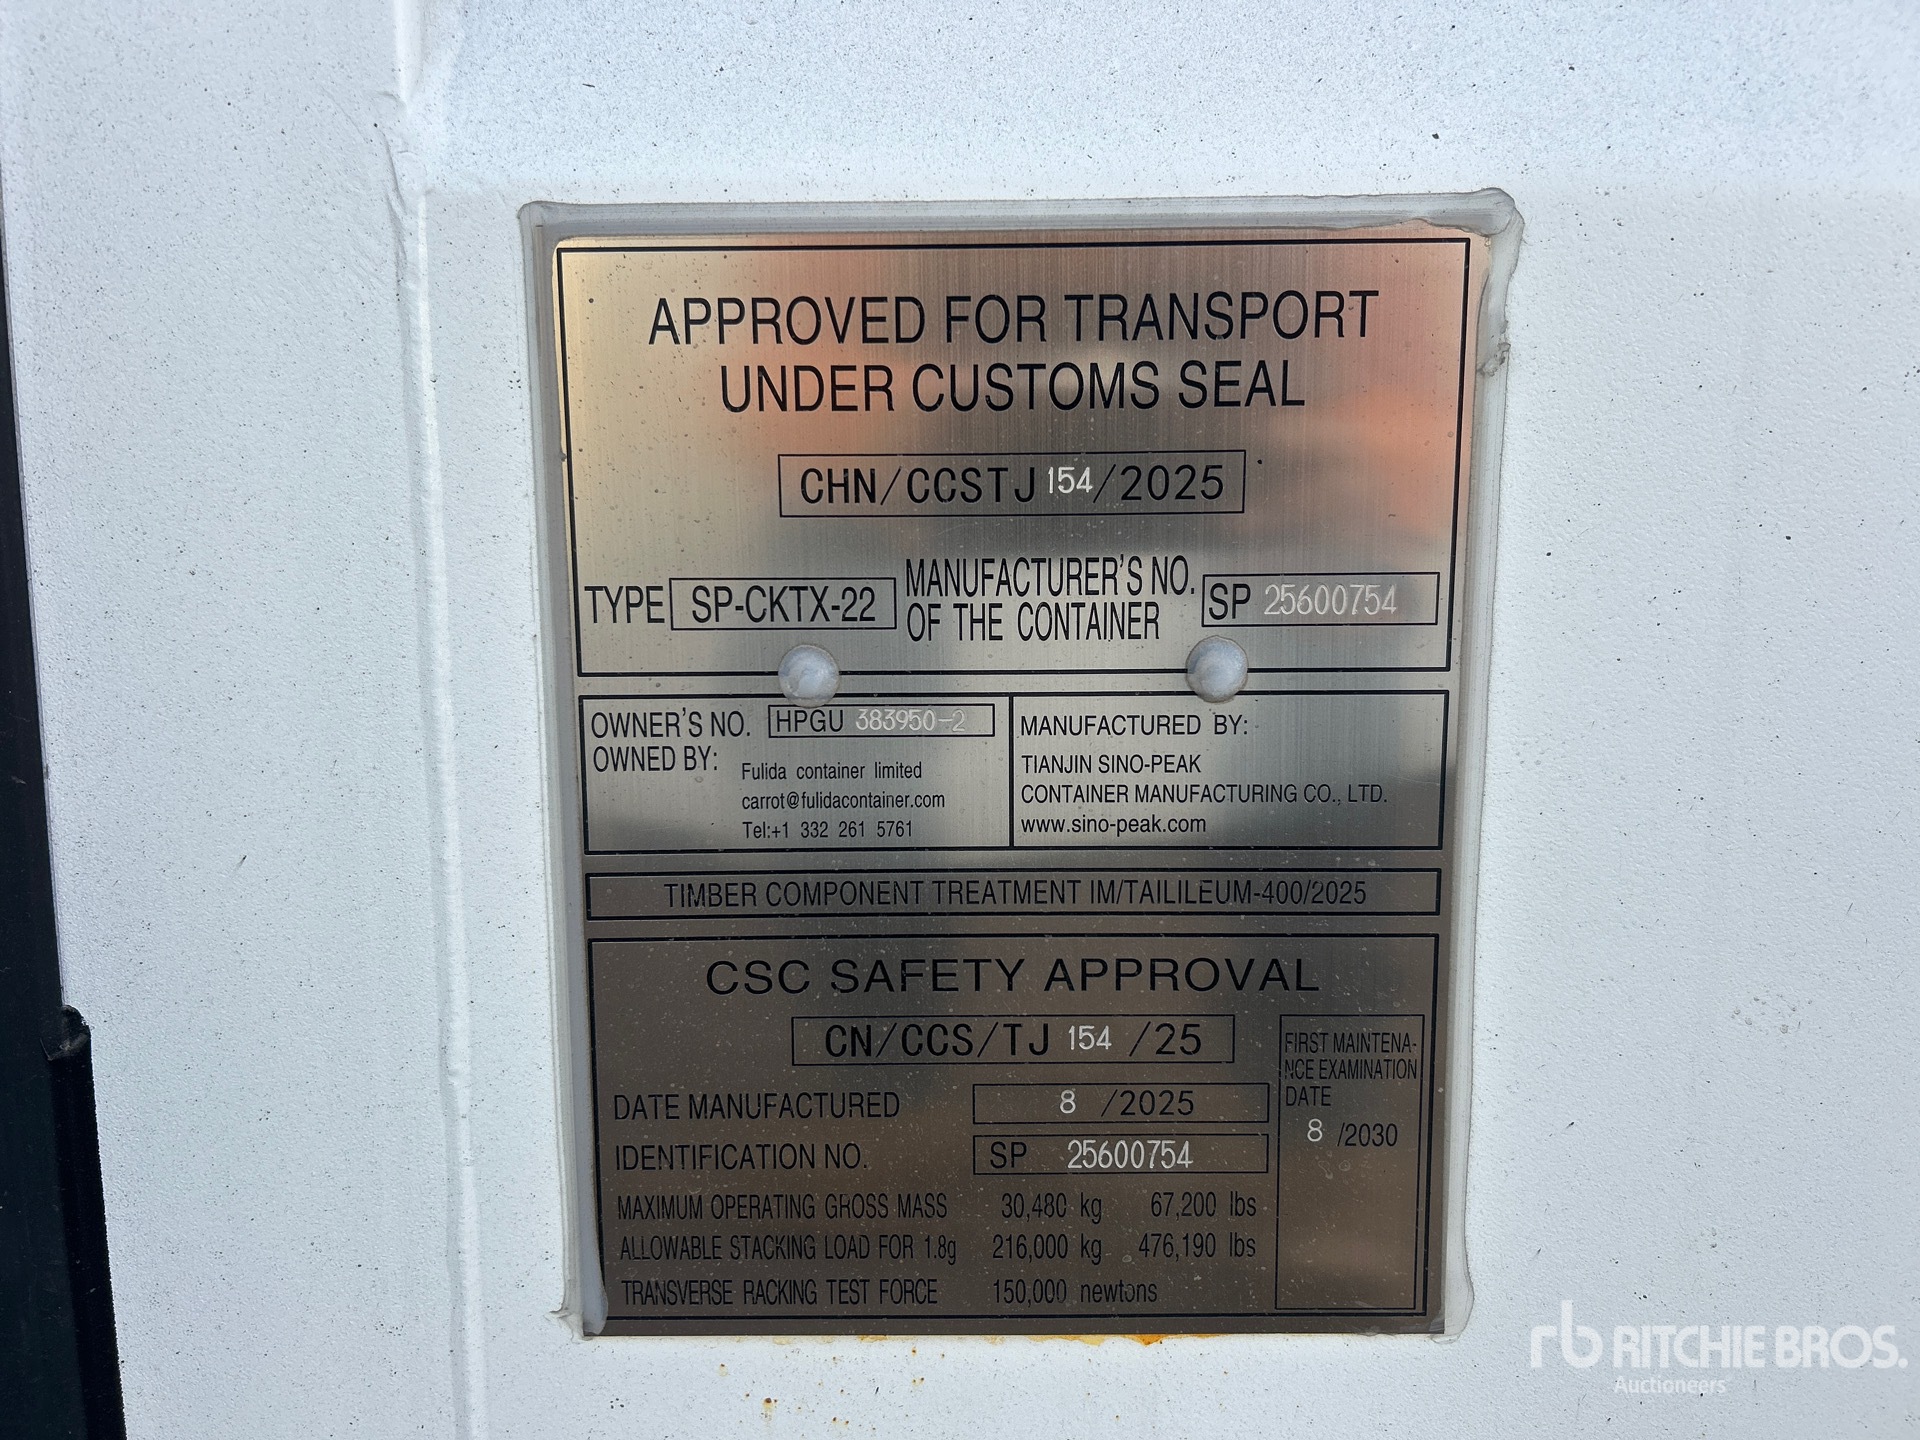 APPROVED FOR TRANSPORT
UNDER CUSTOMS SEAL
CHN/CCSTJ 154/2025
TYPE SP-CKTX-22 MANUFACTURER'S NO. OF THE CONTAINER SP 25600754
OWNER'S NO. HPGU 383950-2
OWNED BY: Fulida container limited
carrot@fulidacontainer.com
Tel:+1 332 261 5761
MANUFACTURED BY:
TIANJIN SINO-PEAK
CONTAINER MANUFACTURING CO., LTD.
www.sino-peak.com
TIMBER COMPONENT TREATMENT IM/TAILILEUM-400/2025
CSC SAFETY APPROVAL
CN/CCS/TJ 154 /25
DATE MANUFACTURED 8 /2025
IDENTIFICATION NO. SP 25600754
MAXIMUM OPERATING GROSS MASS 30,480 kg 67,200 lbs
ALLOWABLE STACKING LOAD FOR 1.8g 216,000 kg 476,190 lbs
TRANSVERSE RACKING TEST FORCE 150,000 newtons
FIRST MAINTENA-
NCE EXAMINATION
DATE
8 /2030
rb RITCHIE BROS.
Auctioneers